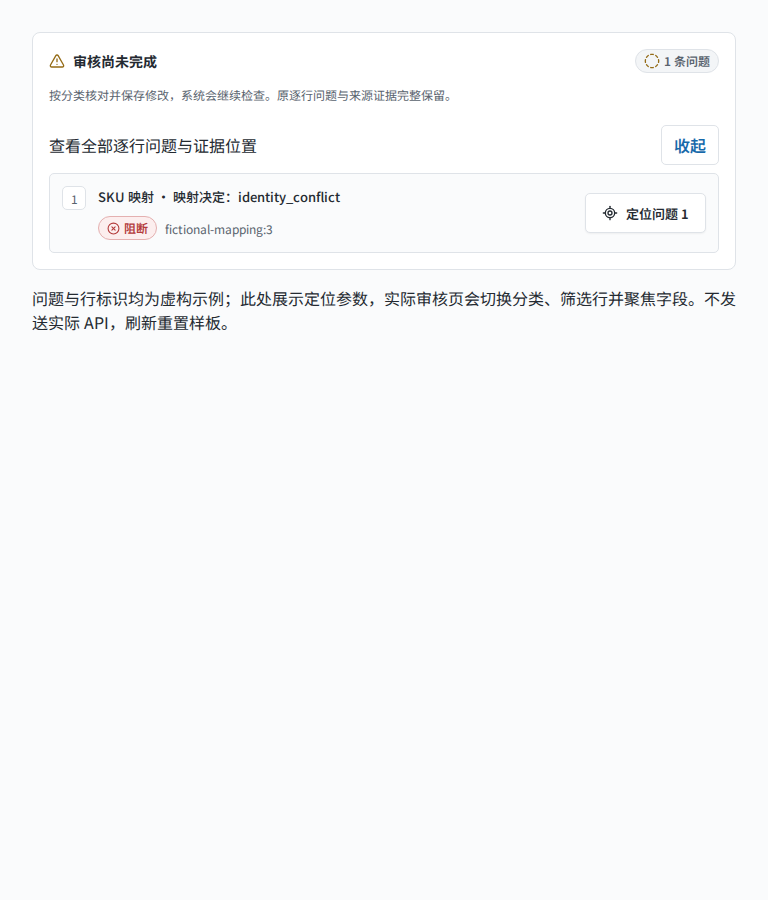 审核尚未完成
1 条问题
按分类核对并保存修改，系统会继续检查。原逐行问题与来源证据完整保留。
查看全部逐行问题与证据位置
收起
1
SKU 映射 · 映射决定：identity_conflict
阻断
fictional-mapping:3
定位问题 1
问题与行标识均为虚构示例；此处展示定位参数，实际审核页会切换分类、筛选行并聚焦字段。不发
送实际 API，刷新重置样板。